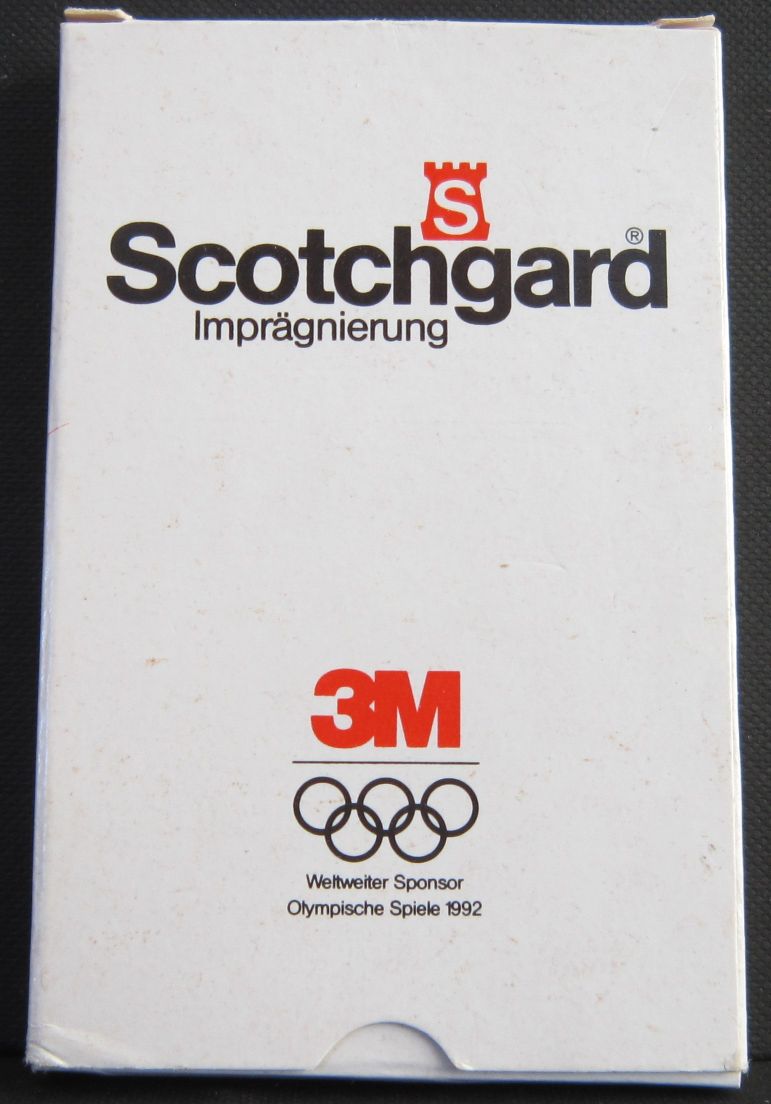 S
Scotchgard®
Imprägnierung
3M
Weltweiter Sponsor
Olympische Spiele 1992